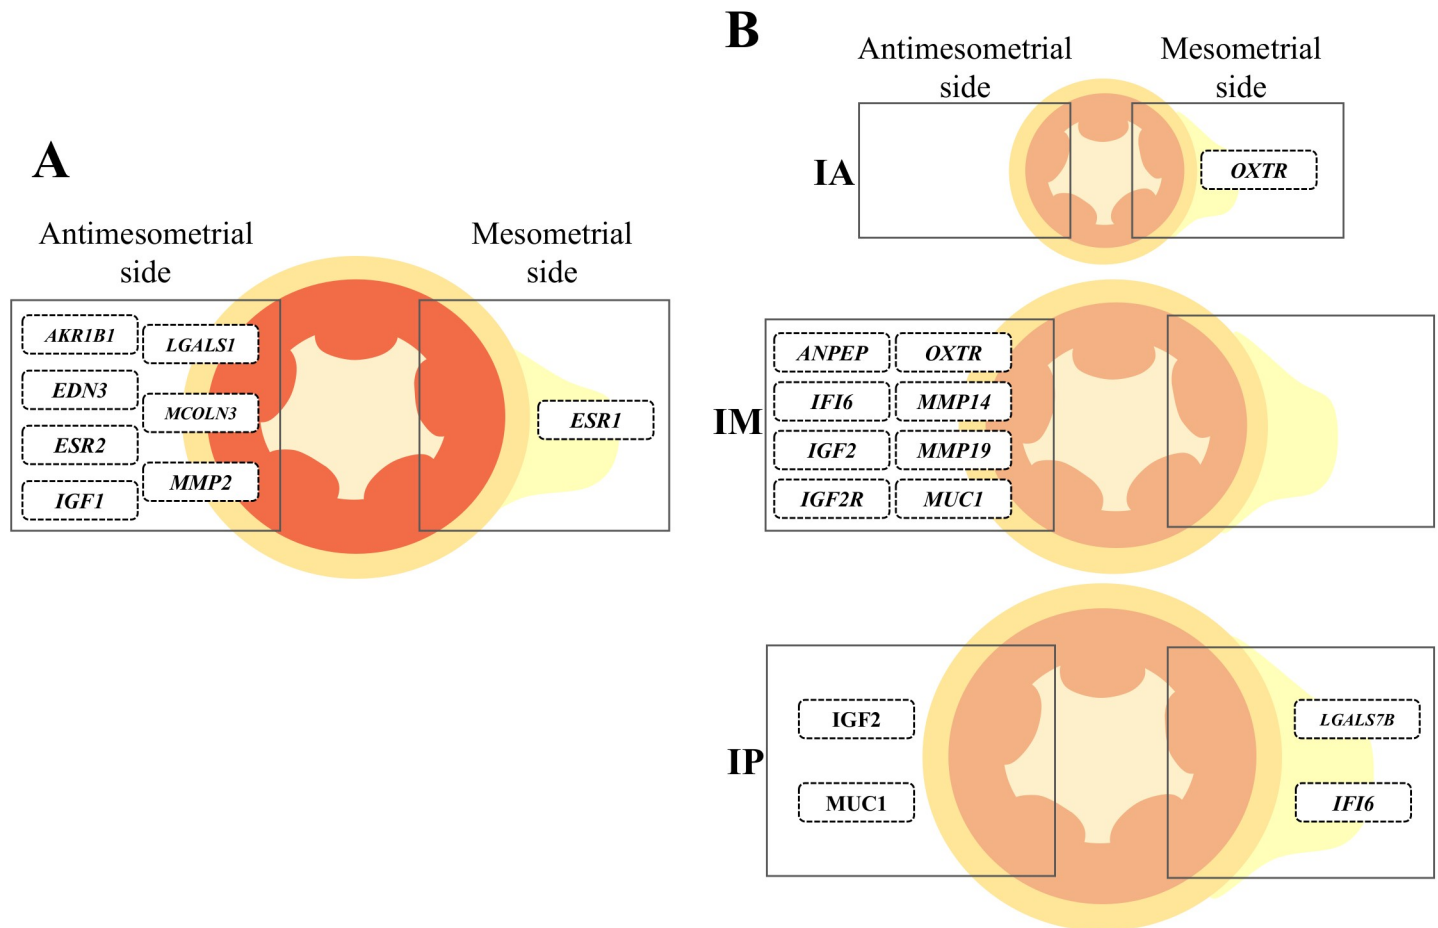 A
Antimesometrial
side
Mesometrial
side
AKR1B1
LGALS1
EDN3
MCOLN3
ESR2
MMP2
IGF1
ESR1
B
Antimesometrial
side
Mesometrial
side
IA
OXTR
IM
ANPEP
OXTR
IFI6
MMP14
IGF2
MMP19
IGF2R
MUC1
IP
IGF2
MUC1
LGALS7B
IFI6